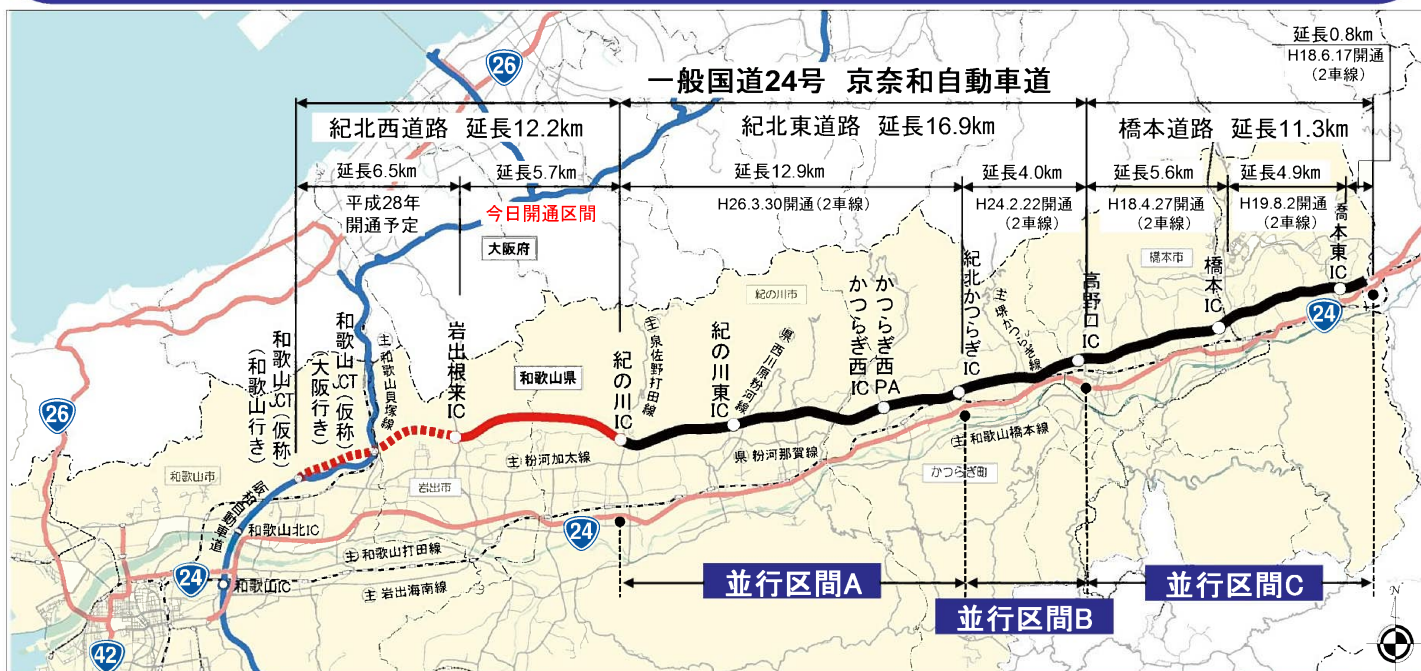 延長0.8km
H18.6.17開通
(2車線)
26
一般国道24号 京奈和自動車道
紀北西道路 延長12.2km
紀北東道路 延長16.9km
橋本道路 延長11.3km
延長6.5km
延長5.7km
延長12.9km
延長4.0km
延長5.6km
延長4.9km
平成28年
開通予定
今日開通区間
H26.3.30開通(2車線)
H24.2.22開通
(2車線)
H18.4.27開通
(2車線)
H19.8.2開通
(2車線)
大阪府
橋本市
紀の川市
和歌山JCT(仮称)
(和歌山行き)
和歌山JCT(仮称)
(大阪行き)
主 和歌山貝塚線
岩出根来IC
和歌山県
紀の川IC
主 泉佐野打田線
紀の川東IC
県 西川原粉河線
かつらぎ西IC
かつらぎ西PA
紀北かつらぎIC
主 堺かつらぎ線
高野口IC
橋本IC
橋本東IC
24
26
主 粉河加太線
県 粉河那賀線
主 和歌山橋本線
和歌山市
岩出市
かつらぎ町
阪和自動車道
和歌山北IC
24
主 和歌山打田線
24
和歌山IC
主 岩出海南線
並行区間A
並行区間B
並行区間C
42
N